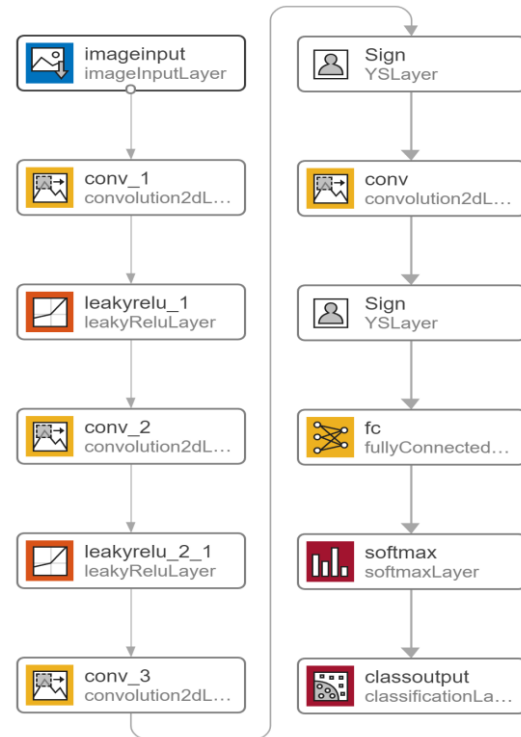 imageinput
imageInputLayer
conv_1
convolution2dL...
leakyrelu_1
leakyReluLayer
conv_2
convolution2dL...
leakyrelu_2_1
leakyReluLayer
conv_3
convolution2dL...
Sign
YSLayer
conv
convolution2dL...
Sign
YSLayer
fc
fullyConnected...
softmax
softmaxLayer
classoutput
classificationLa...